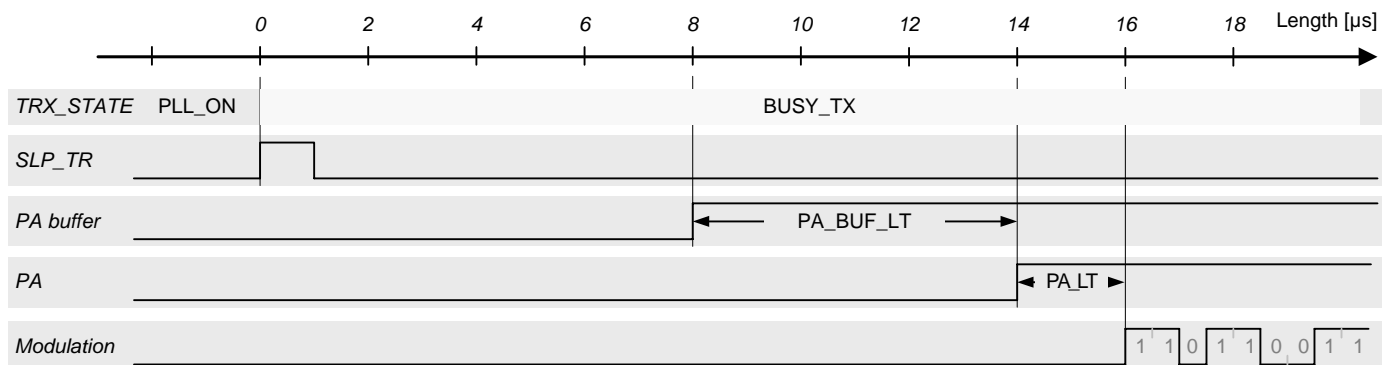 0 2 4 6 8 10 12 14 16 18 Length [µs]
TRX_STATE PLL_ON BUSY_TX
SLP_TR
PA buffer PA_BUF_LT
PA PA_LT
Modulation 1 1 0 1 1 0 0 1 1